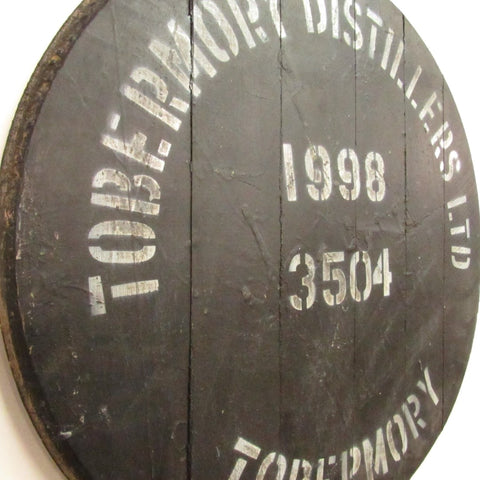 TOBERMORY DISTILLERS LTD
1998
3504
TOBERMORY